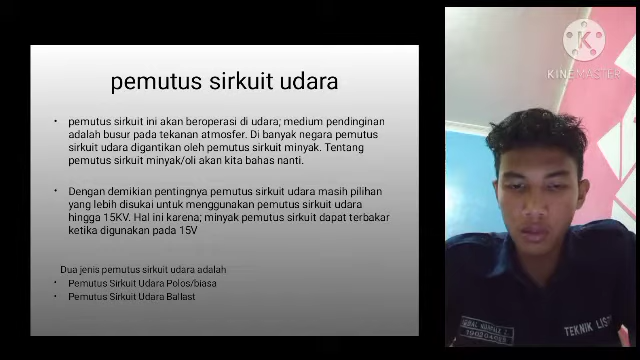 pemutus sirkuit udara
• pemutus sirkuit ini akan beroperasi di udara; medium pendinginan
adalah busur pada tekanan atmosfer. Di banyak negara pemutus
sirkuit udara digantikan oleh pemutus sirkuit minyak. Tentang
pemutus sirkuit minyak/oli akan kita bahas nanti.
• Dengan demikian pentingnya pemutus sirkuit udara masih pilihan
yang lebih disukai untuk menggunakan pemutus sirkuit udara
hingga 15KV. Hal ini karena; minyak pemutus sirkuit dapat terbakar
ketika digunakan pada 15V
Dua jenis pemutus sirkuit udara adalah
• Pemutus Sirkuit Udara Polos/biasa
• Pemutus Sirkuit Udara Ballast
KINEMASTER
TEKNIK LIST